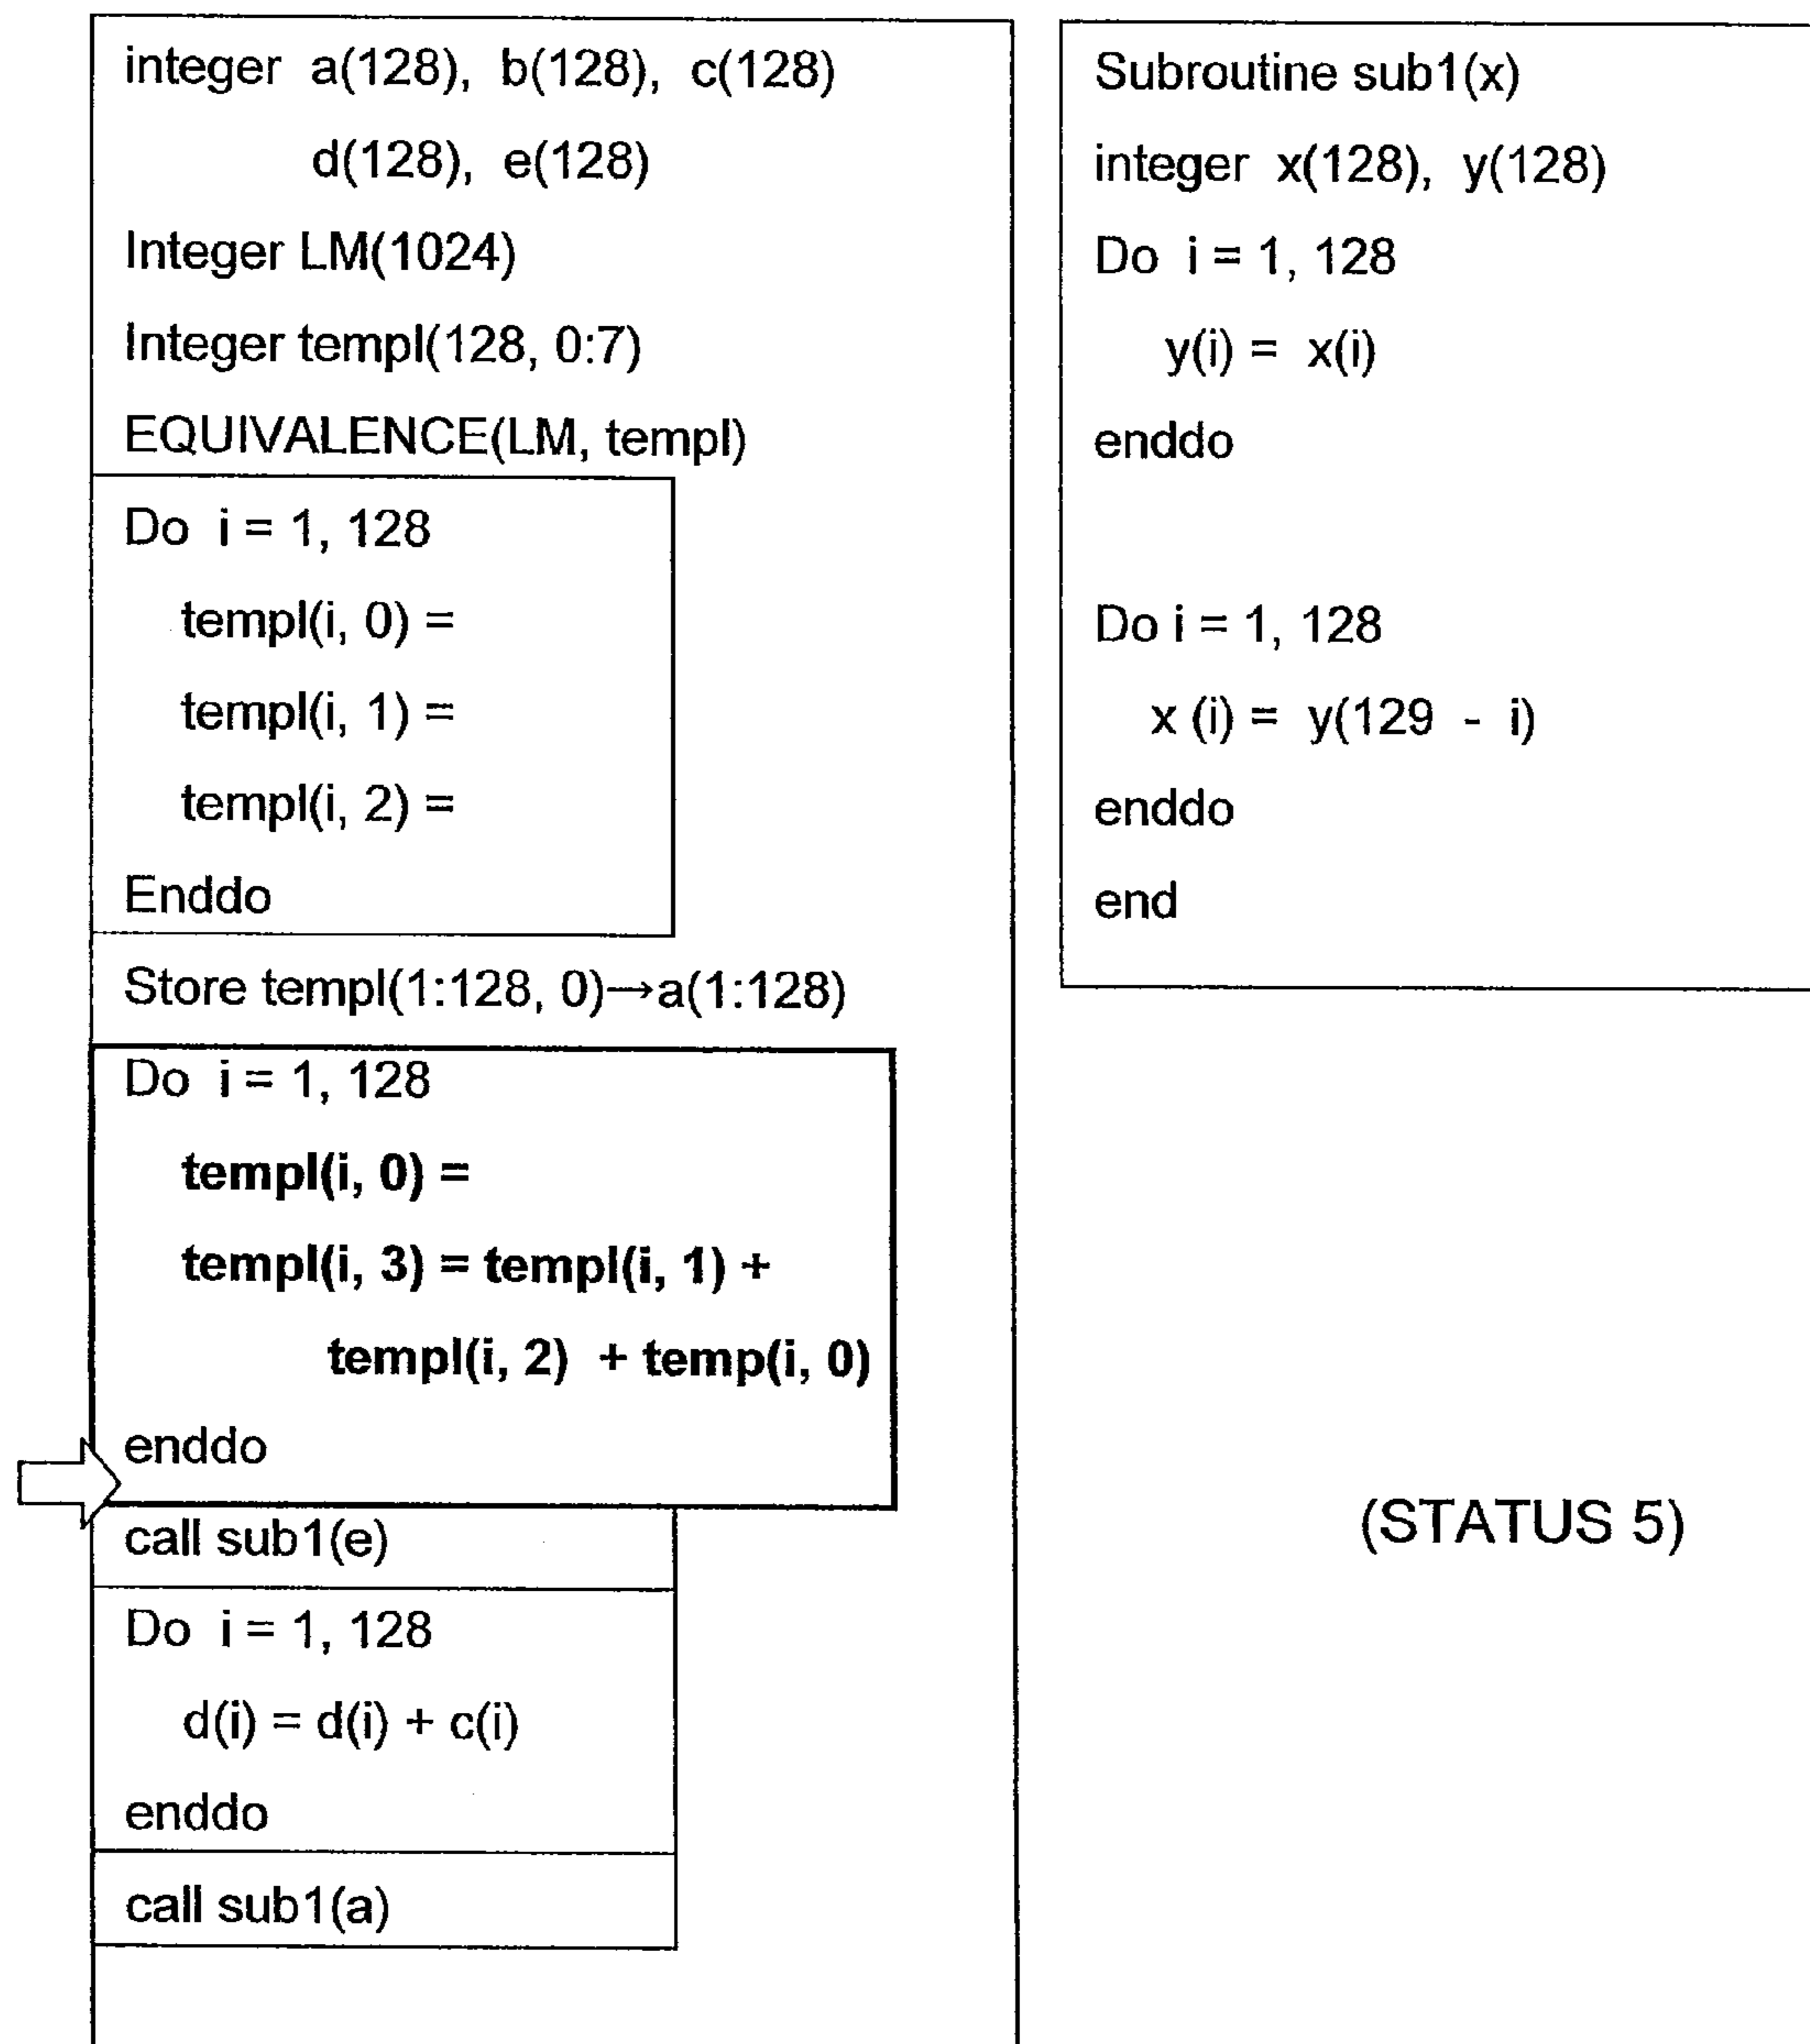 integer a(128), b(128), c(128)
d(128), e(128)
Integer LM(1024)
Integer templ(128, 0:7)
EQUIVALENCE(LM, templ)
Do i = 1, 128
templ(i, 0) =
templ(i, 1) =
templ(i, 2) =
Enddo
Store templ(1:128, 0)→a(1:128)
Do i = 1, 128
templ(i, 0) =
templ(i, 3) = templ(i, 1) +
templ(i, 2) + temp(i, 0)
enddo
call sub1(e)
Do i = 1, 128
d(i) = d(i) + c(i)
enddo
call sub1(a)
Subroutine sub1(x)
integer x(128), y(128)
Do i = 1, 128
y(i) = x(i)
enddo
Do i = 1, 128
x (i) = y(129 - i)
enddo
end
(STATUS 5)